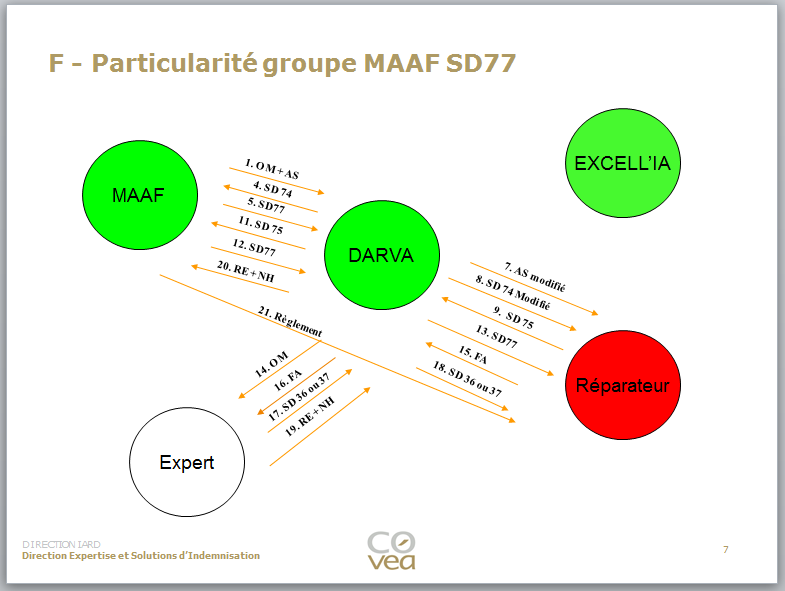 F - Particularité groupe MAAF SD77
EXCELL'IA
MAAF
1. OM + AS
4. SD 74
5. SD77
11. SD 75
12. SD77
20. RE + NH
DARVA
7. AS modifié
8. SD 74 Modifié
9. SD 75
13. SD77
15. FA
18. SD 36 ou 37
Réparateur
21. Règlement
14. OM
16. FA
17. SD 36 ou 37
19. RE + NH
Expert
DIRECTION IARD
Direction Expertise et Solutions d'Indemnisation
covea
7